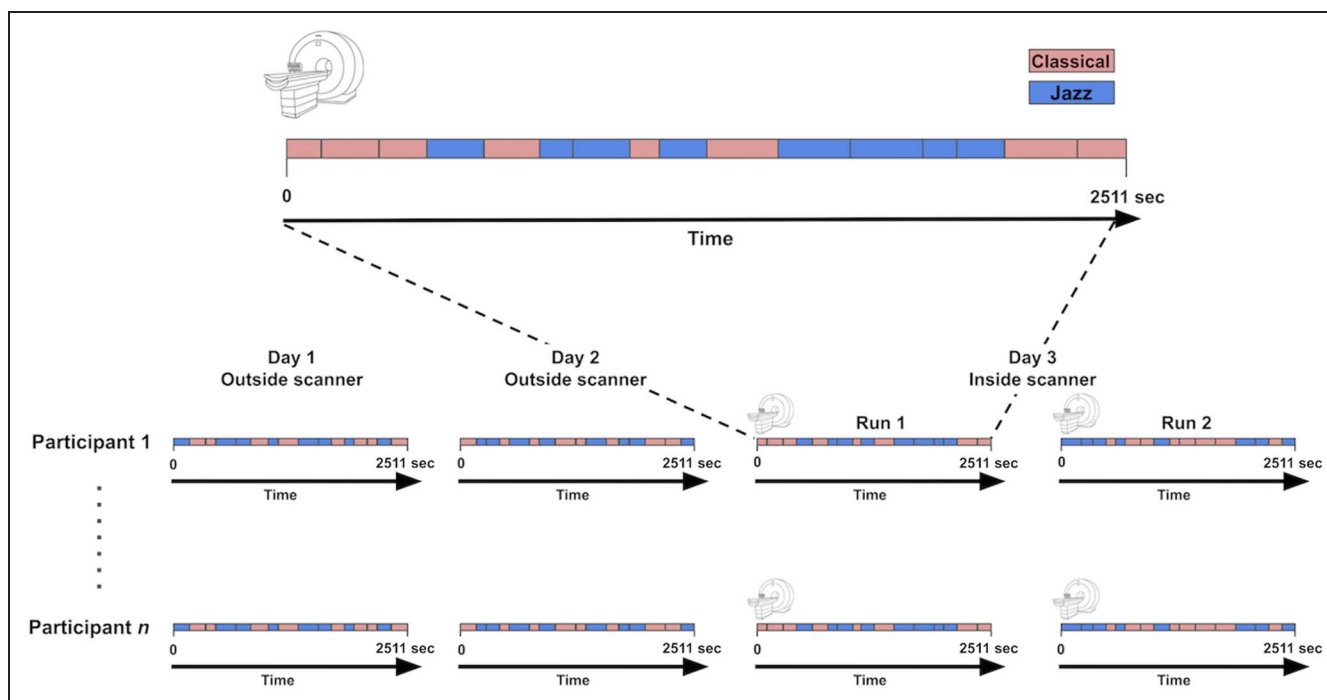 Classical
Jazz
0
2511 sec
Time
Day 1
Outside scanner
Day 2
Outside scanner
Day 3
Inside scanner
Participant 1
Run 1
Run 2
0
2511 sec
0
2511 sec
0
2511 sec
0
2511 sec
Time
Time
Time
Time
Participant n
0
2511 sec
0
2511 sec
0
2511 sec
0
2511 sec
Time
Time
Time
Time